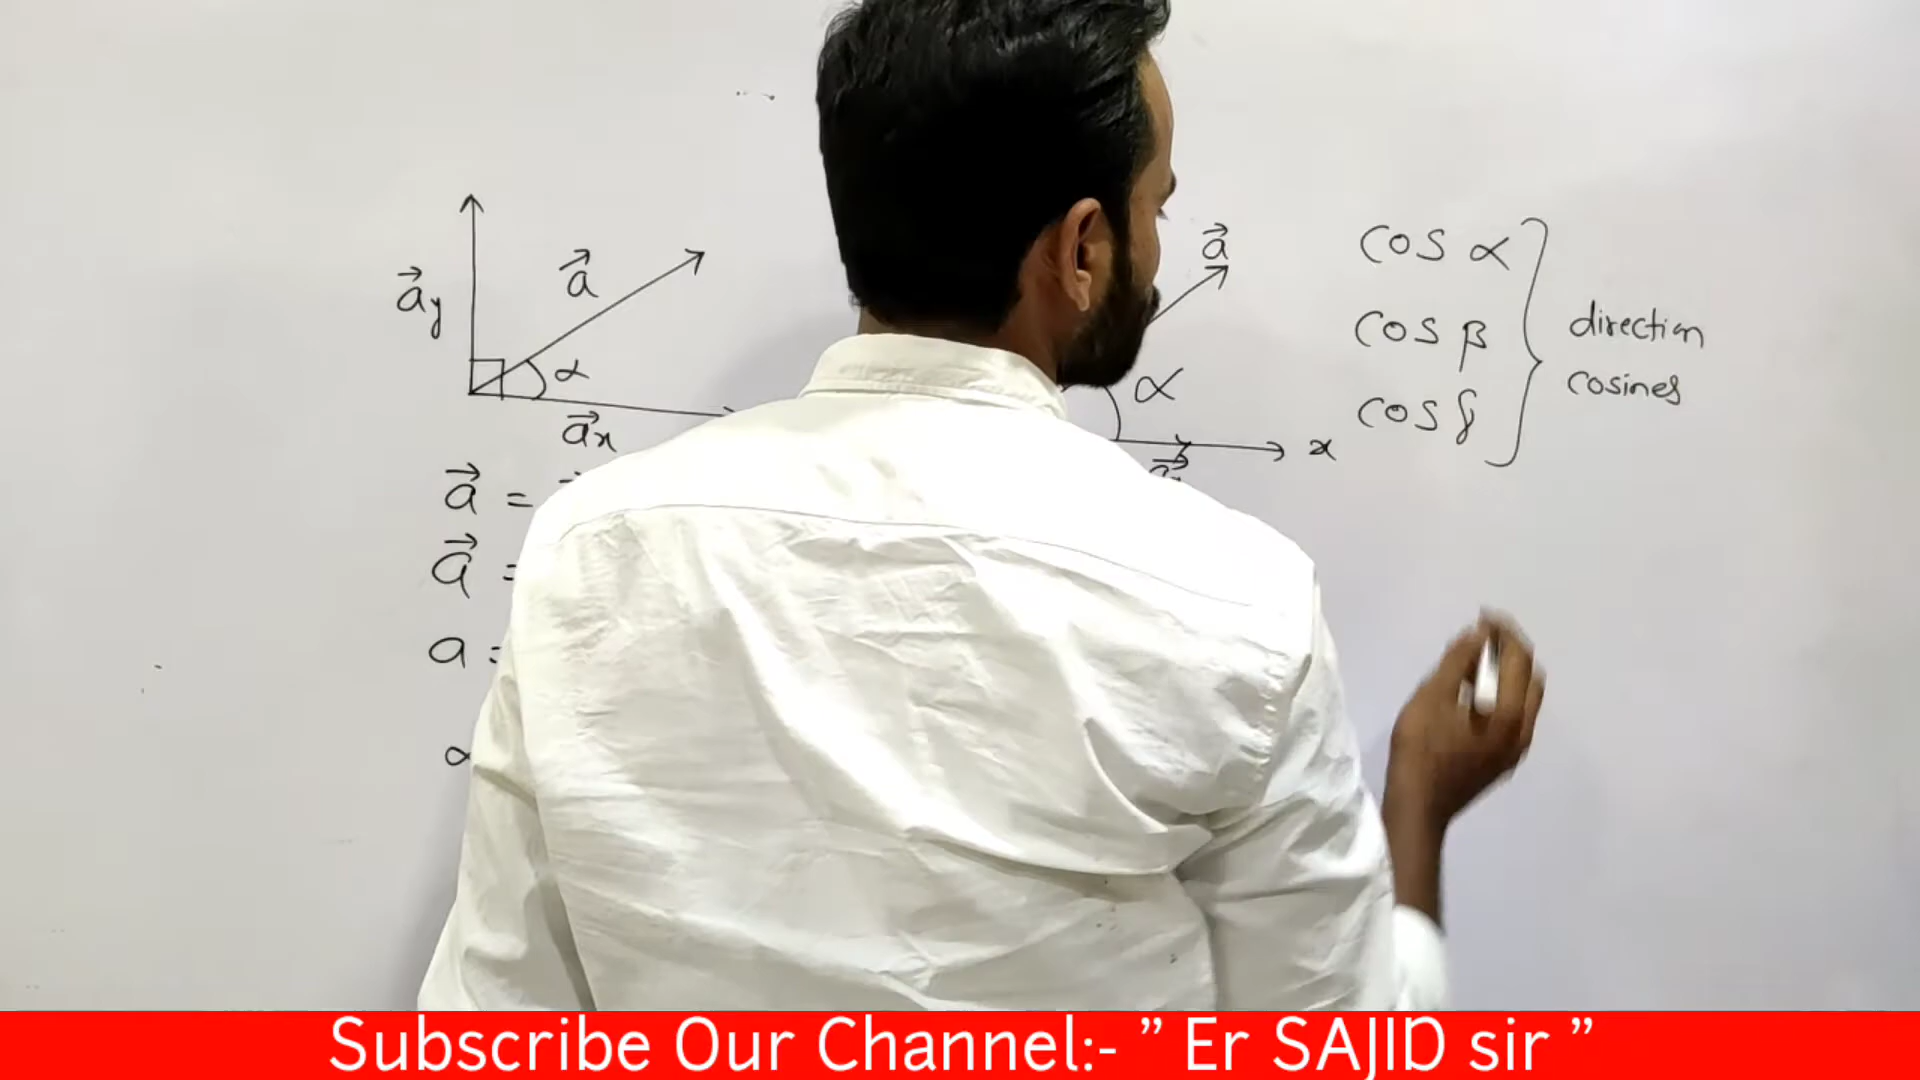 a⃗y
a⃗
α
a⃗x
a⃗ =
a⃗ =
a =
α
a⃗
α
x
cos α
cos β
cos γ
direction
cosines
Subscribe Our Channel:- ” Er SAJID sir ”